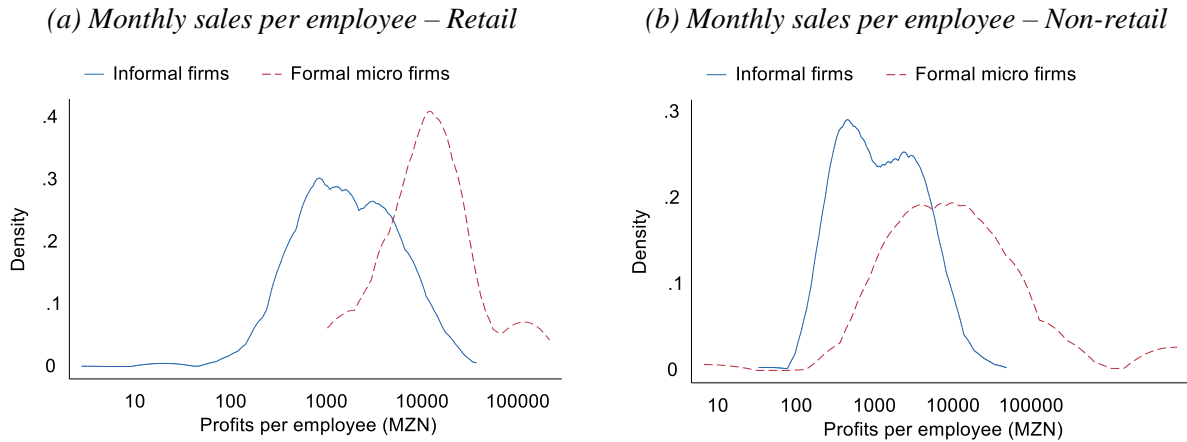 (a) Monthly sales per employee – Retail
Informal firms Formal micro firms
.4
.3
.2
.1
0
Density
10 100 1000 10000 100000
Profits per employee (MZN)
(b) Monthly sales per employee – Non-retail
Informal firms Formal micro firms
.3
.2
.1
0
Density
10 100 1000 10000 100000
Profits per employee (MZN)